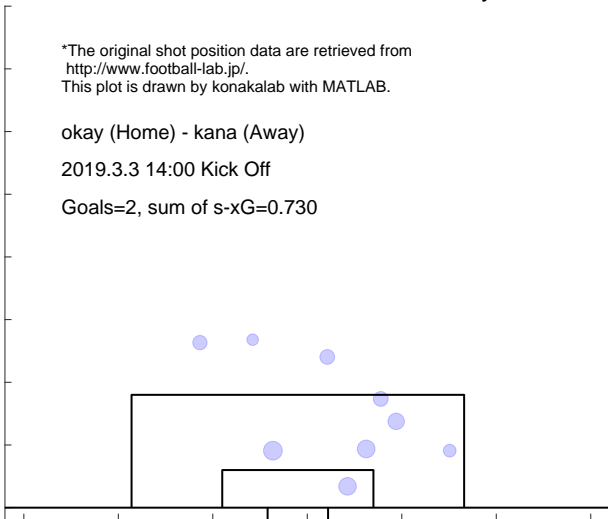 *The original shot position data are retrieved from
http://www.football-lab.jp/.
This plot is drawn by konakalab with MATLAB.
okay (Home) - kana (Away)
2019.3.3 14:00 Kick Off
Goals=2, sum of s-xG=0.730